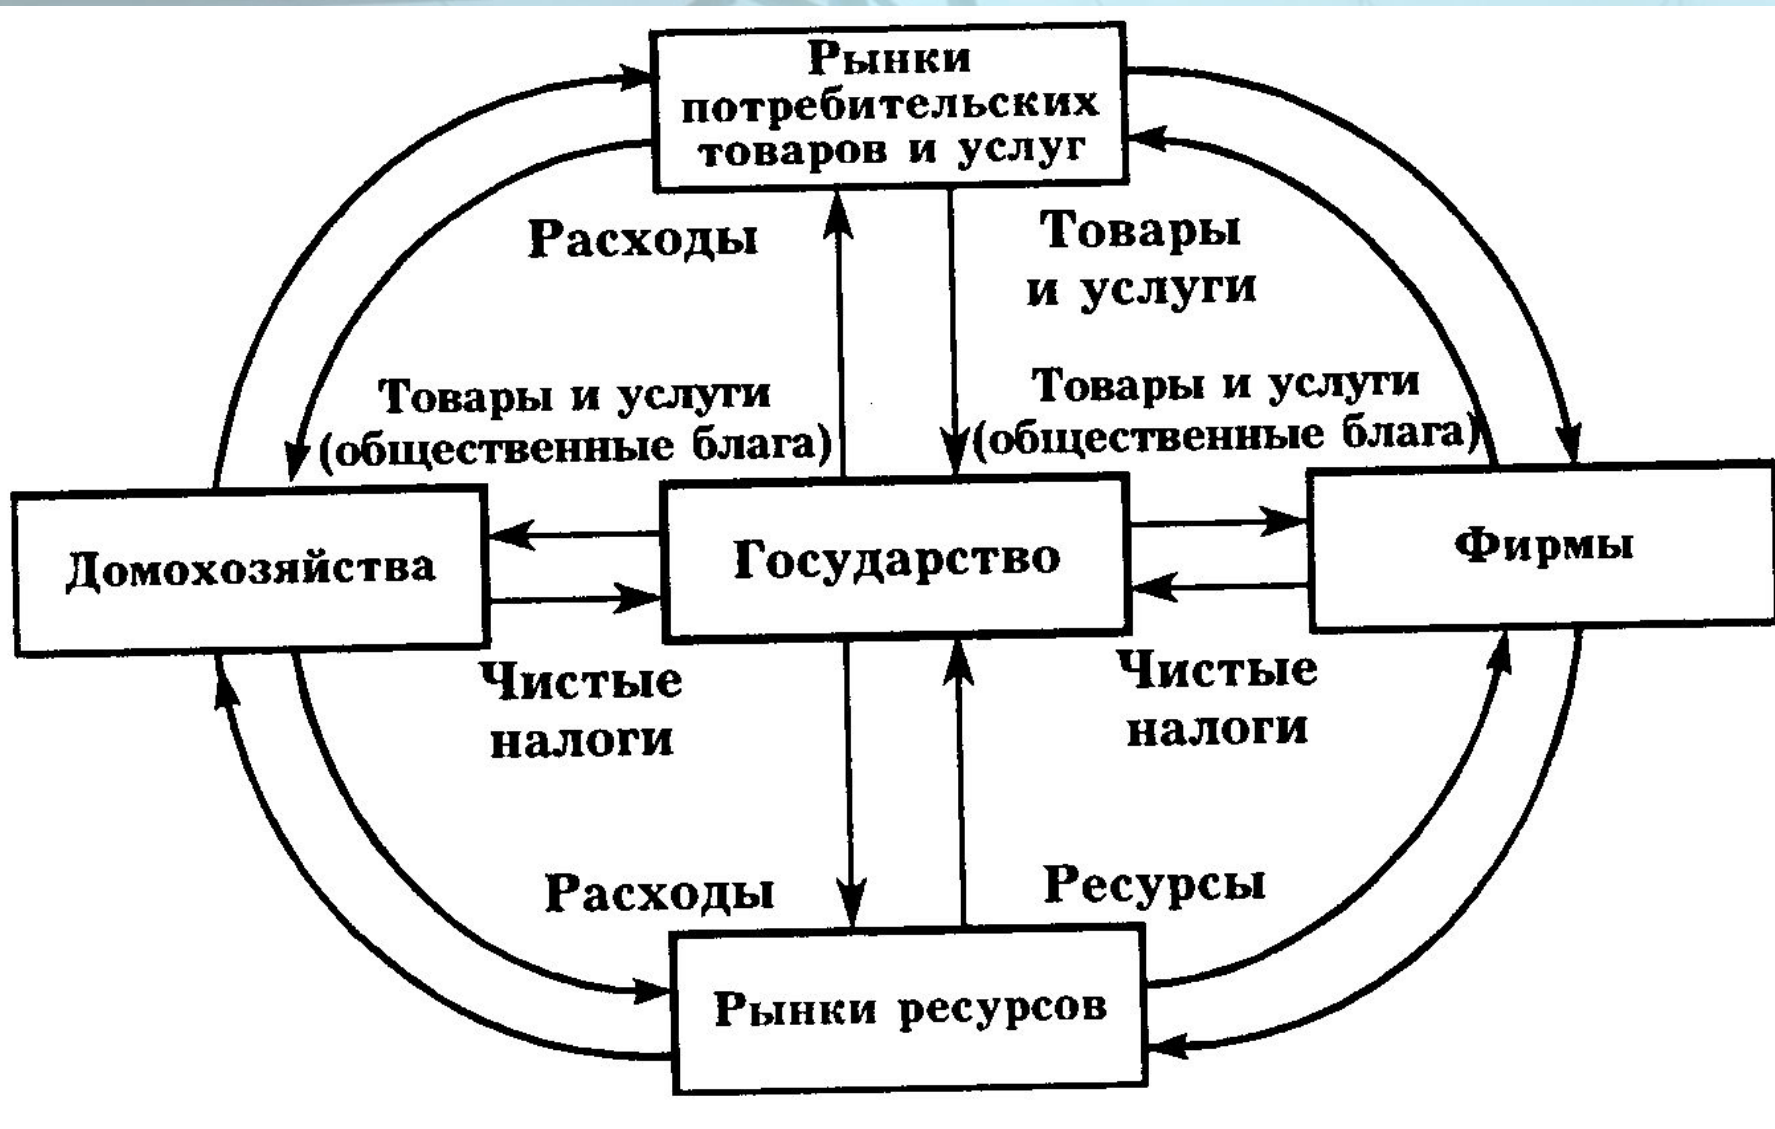 Рынки
потребительских
товаров и услуг
Расходы
Товары
и услуги
Товары и услуги
(общественные блага)
Товары и услуги
(общественные блага)
Домохозяйства
Государство
Фирмы
Чистые
налоги
Чистые
налоги
Расходы
Ресурсы
Рынки ресурсов